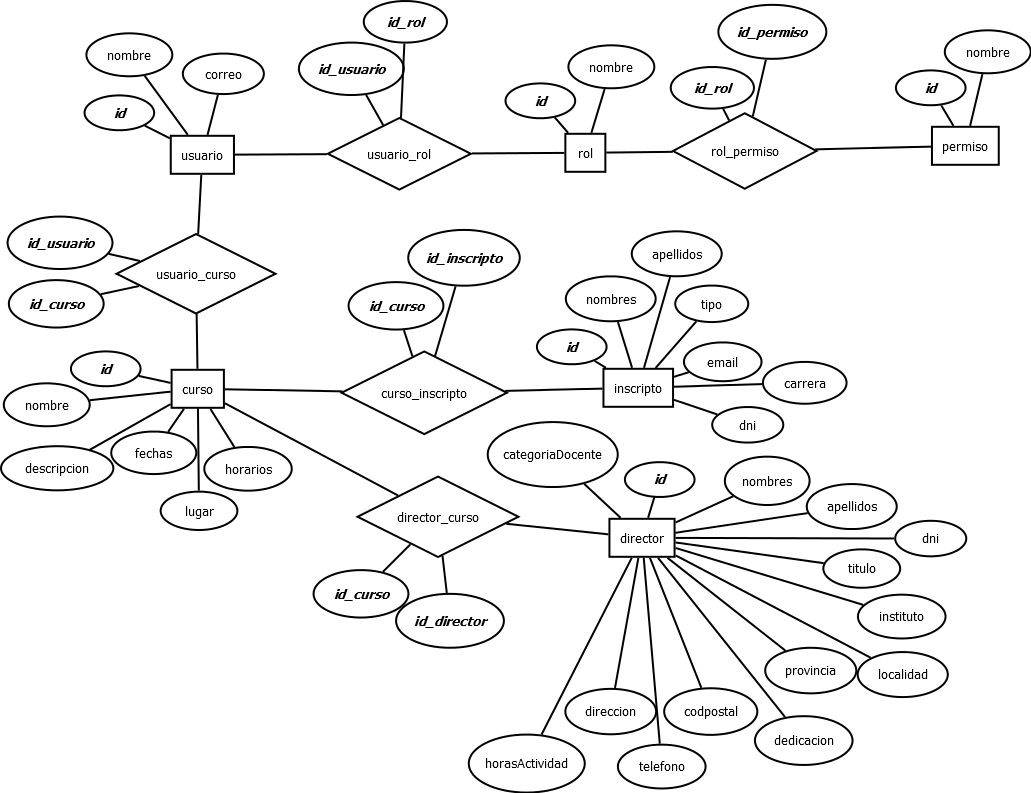 id_rol
id_permiso
nombre
correo
id_usuario
nombre
nombre
id_rol
id
id
id
usuario
usuario_rol
rol
rol_permiso
permiso
id_usuario
usuario_curso
id_curso
id_inscripto
id_curso
apellidos
nombres
tipo
id
email
carrera
dni
id
nombre
curso
curso_inscripto
inscripto
descripcion
fechas
horarios
lugar
categoriaDocente
id
nombres
apellidos
dni
director_curso
director
titulo
id_curso
id_director
instituto
provincia
localidad
direccion
codpostal
dedicacion
horasActividad
telefono